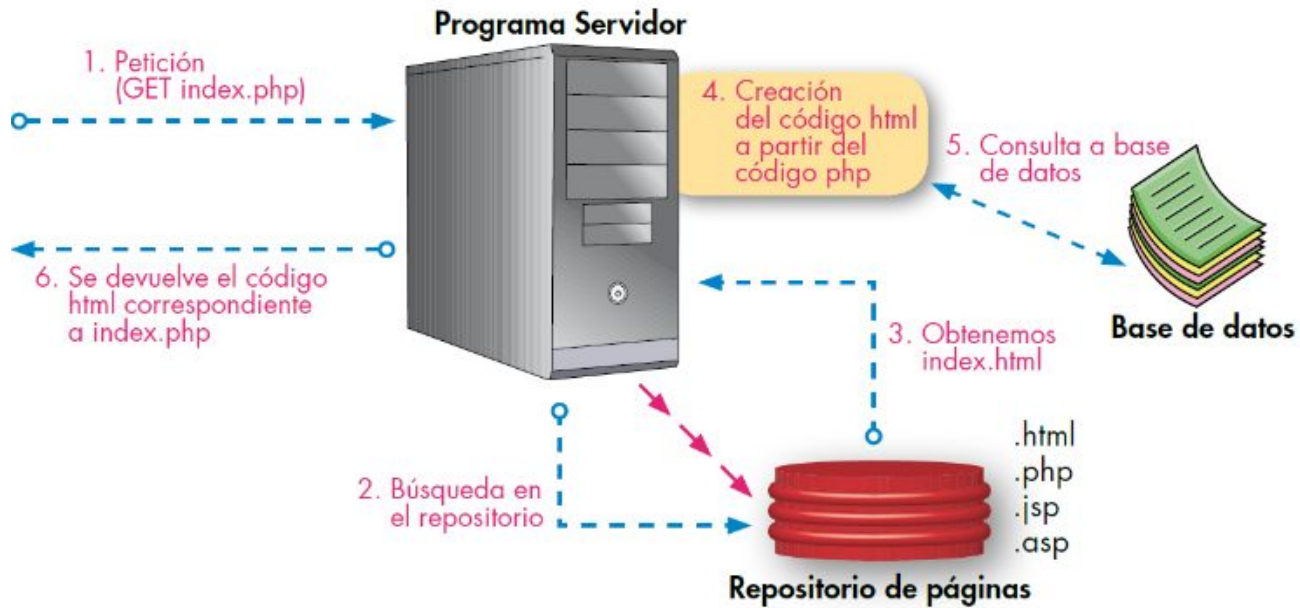 Programa Servidor
1. Petición
(GET index.php)
4. Creación
del código html
a partir del
código php
5. Consulta a base
de datos
6. Se devuelve el código
html correspondiente
a index.php
Base de datos
3. Obtenemos
index.html
2. Búsqueda en
el repositorio
.html
.php
.jsp
.asp
Repositorio de páginas